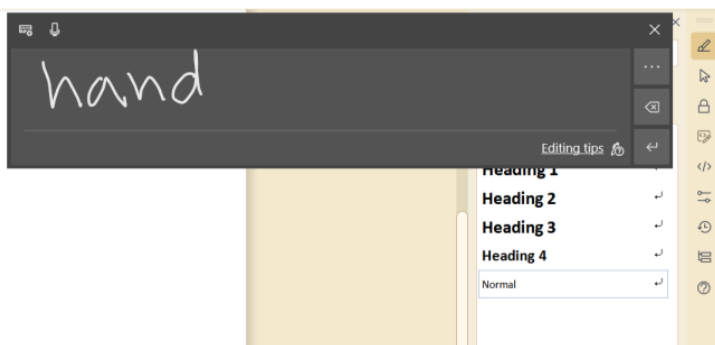 hand
Editing tips
Heading 1
Heading 2
Heading 3
Heading 4
Normal